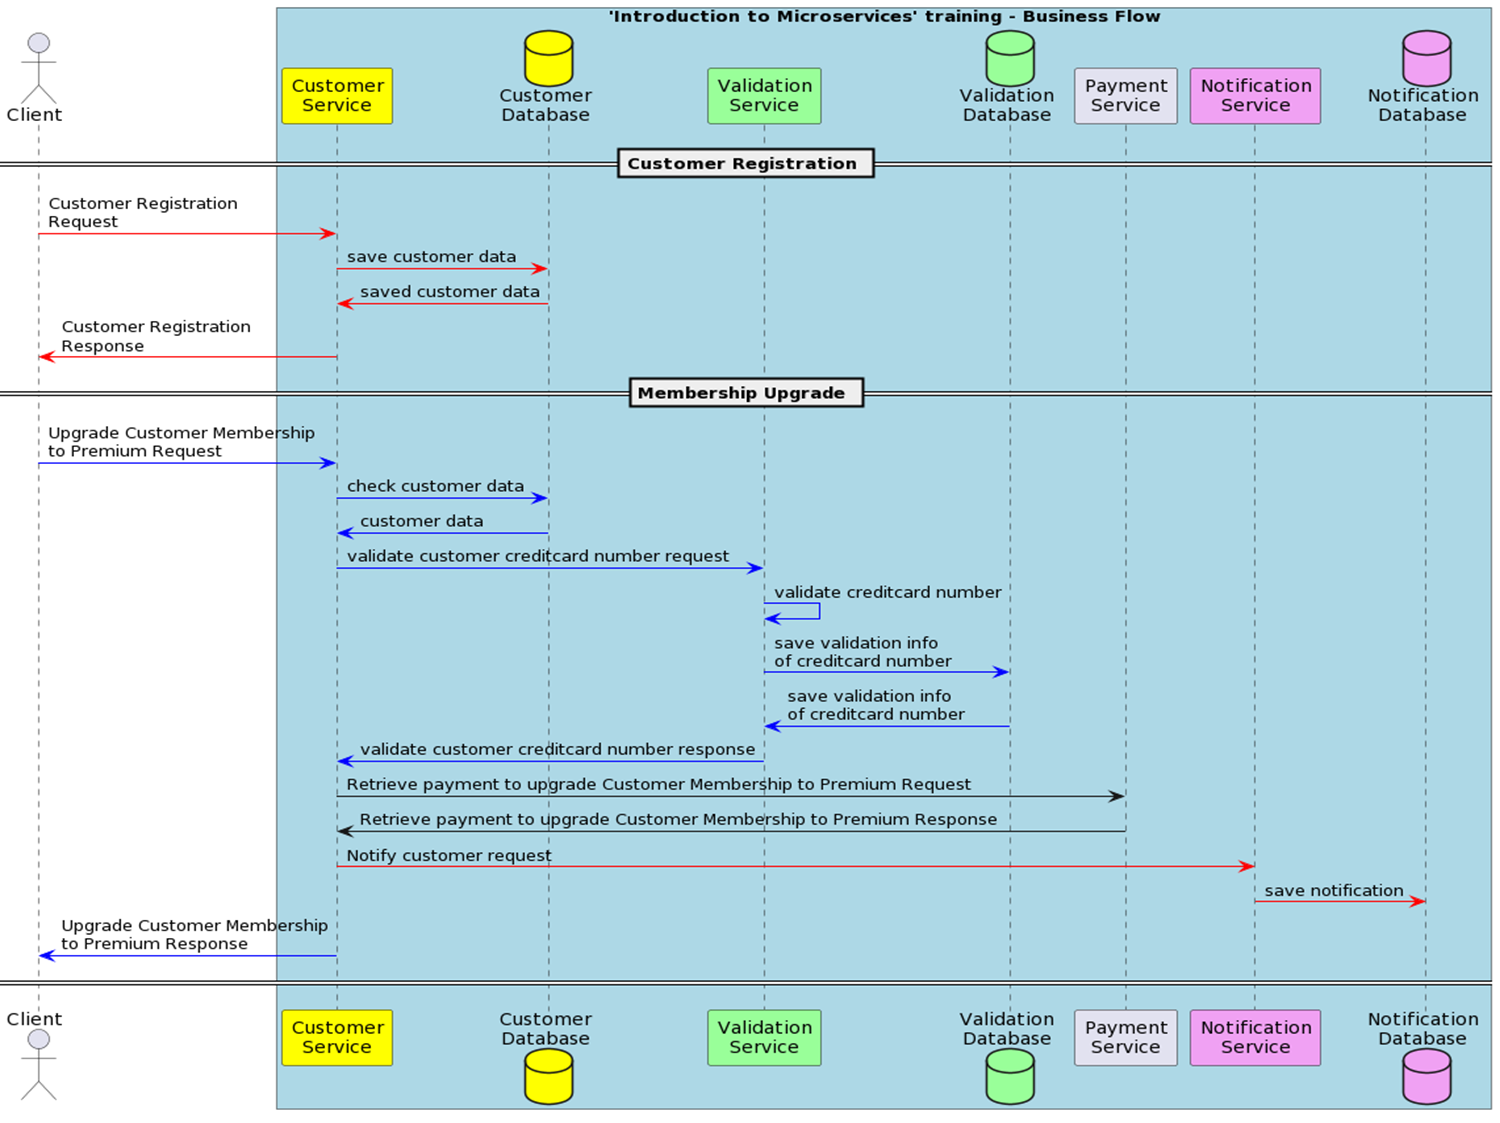 'Introduction to Microservices' training - Business Flow
Client
Customer
Service
Customer
Database
Validation
Service
Validation
Database
Payment
Service
Notification
Service
Notification
Database
Customer Registration
Customer Registration
Request
save customer data
saved customer data
Customer Registration
Response
Membership Upgrade
Upgrade Customer Membership
to Premium Request
check customer data
customer data
validate customer creditcard number request
validate creditcard number
save validation info
of creditcard number
save validation info
of creditcard number
validate customer creditcard number response
Retrieve payment to upgrade Customer Membership to Premium Request
Retrieve payment to upgrade Customer Membership to Premium Response
Notify customer request
save notification
Upgrade Customer Membership
to Premium Response
Client
Customer
Service
Customer
Database
Validation
Service
Validation
Database
Payment
Service
Notification
Service
Notification
Database